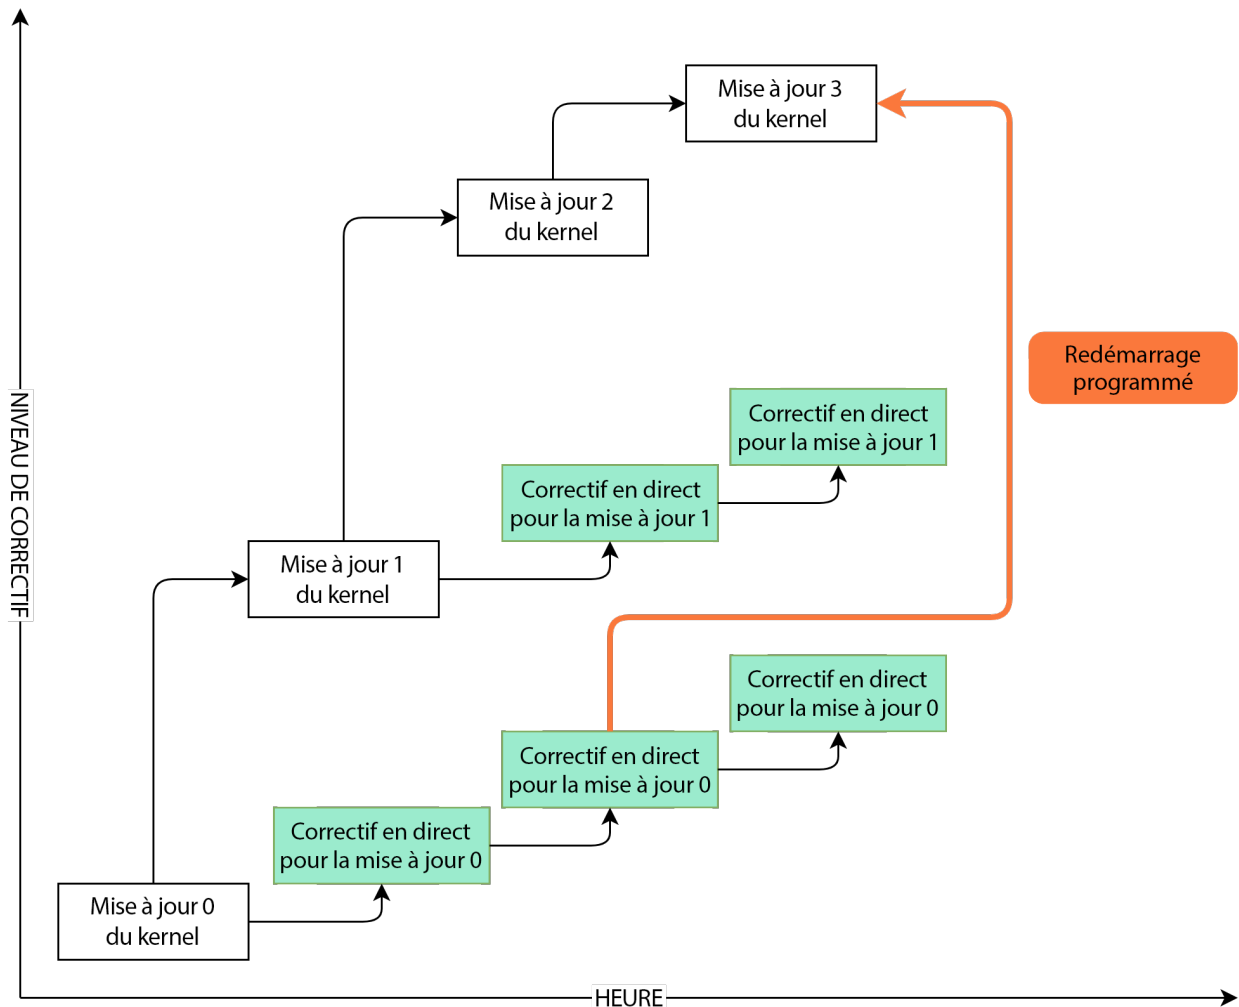 Mise à jour 3
du kernel
Mise à jour 2
du kernel
Redémarrage
programmé
Correctif en direct
pour la mise à jour 1
Correctif en direct
pour la mise à jour 1
Mise à jour 1
du kernel
Correctif en direct
pour la mise à jour 0
Correctif en direct
pour la mise à jour 0
Correctif en direct
pour la mise à jour 0
Mise à jour 0
du kernel
NIVEAU DE CORRECTIF
HEURE